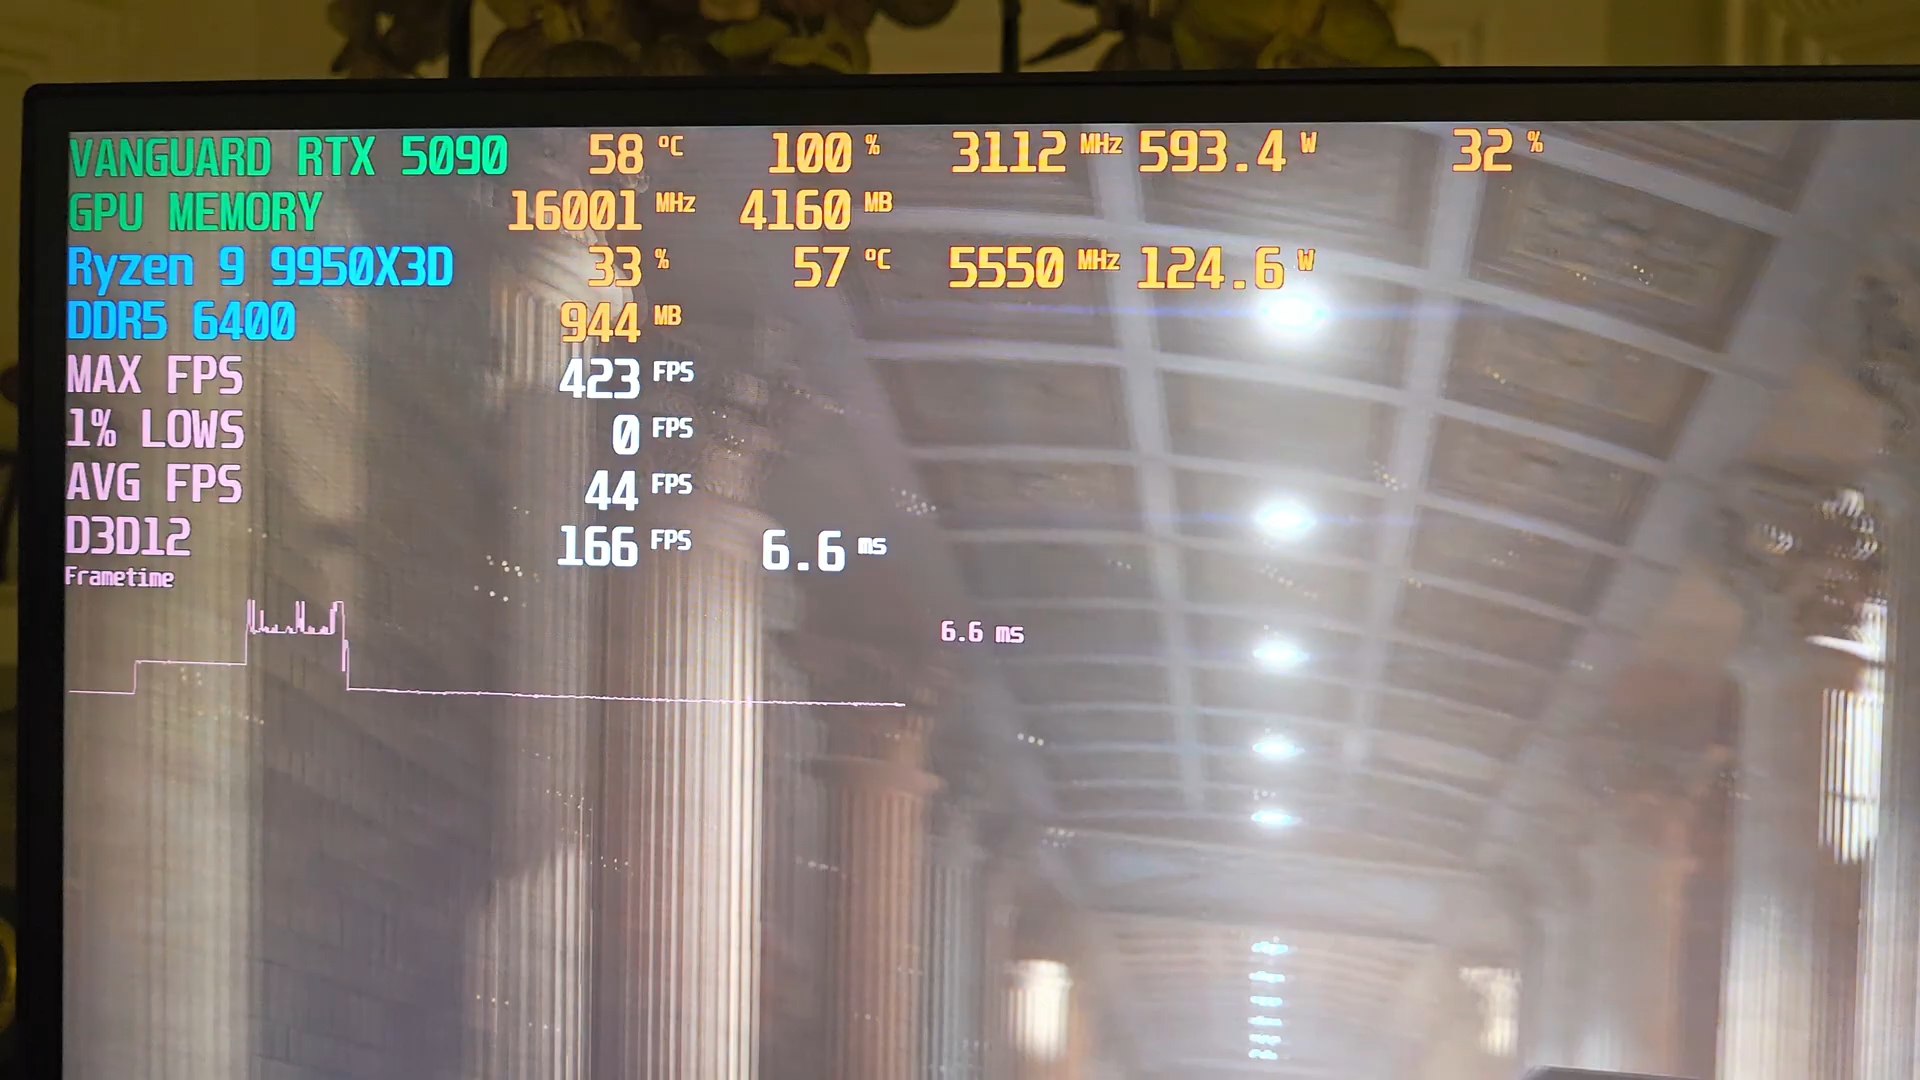 VANGUARD RTX 5090 58 °C 100 % 3112 MHz 593.4 W 32 %
GPU MEMORY 16001 MHz 4160 MB
Ryzen 9 9950X3D 33 % 57 °C 5550 MHz 124.6 W
DDR5 6400 944 MB
MAX FPS 423 FPS
1% LOWS 0 FPS
AVG FPS 44 FPS
D3D12 166 FPS 6.6 ms
Frametime
6.6 ms